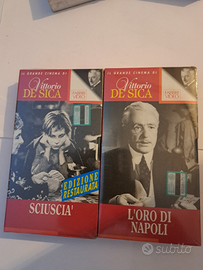 IL GRANDE CINEMA DI
Vittorio
DE SICA
EDIZIONE
RESTAURATA
SCIUSCIA'
IL GRANDE CINEMA DI
Vittorio
DE SICA
L'ORO DI
NAPOLI
subito